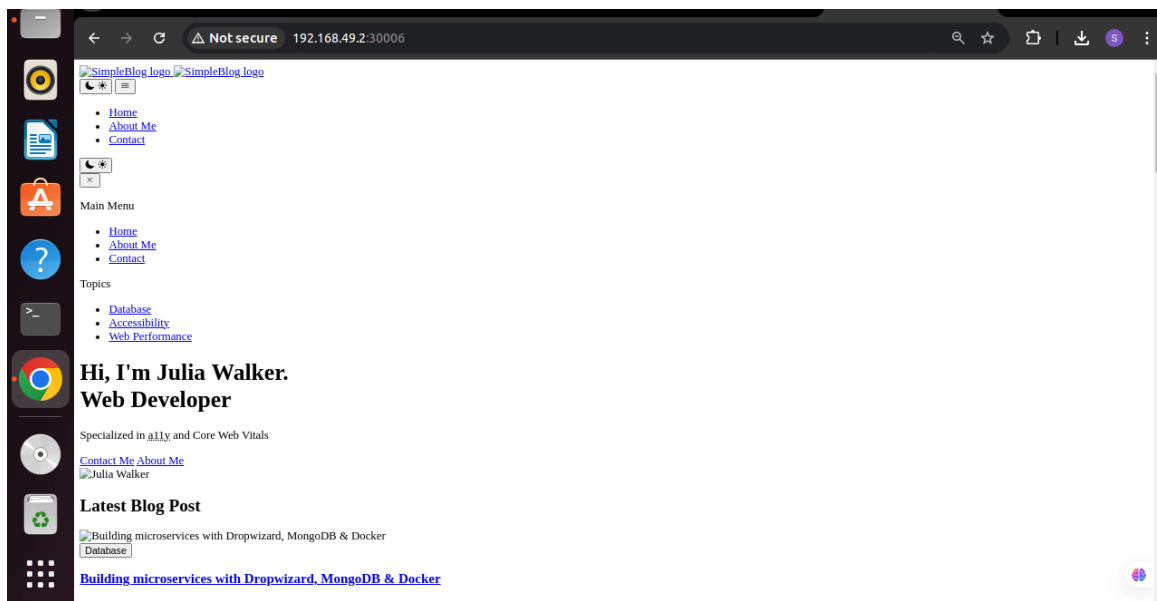 Not secure 192.168.49.2:30006
S
SimpleBlog logo SimpleBlog logo
Home
About Me
Contact
Main Menu
Home
About Me
Contact
Topics
Database
Accessibility
Web Performance
Hi, I'm Julia Walker.
Web Developer
Specialized in a11y and Core Web Vitals
Contact Me About Me
Julia Walker
Latest Blog Post
Building microservices with Dropwizard, MongoDB & Docker
Database
Building microservices with Dropwizard, MongoDB & Docker